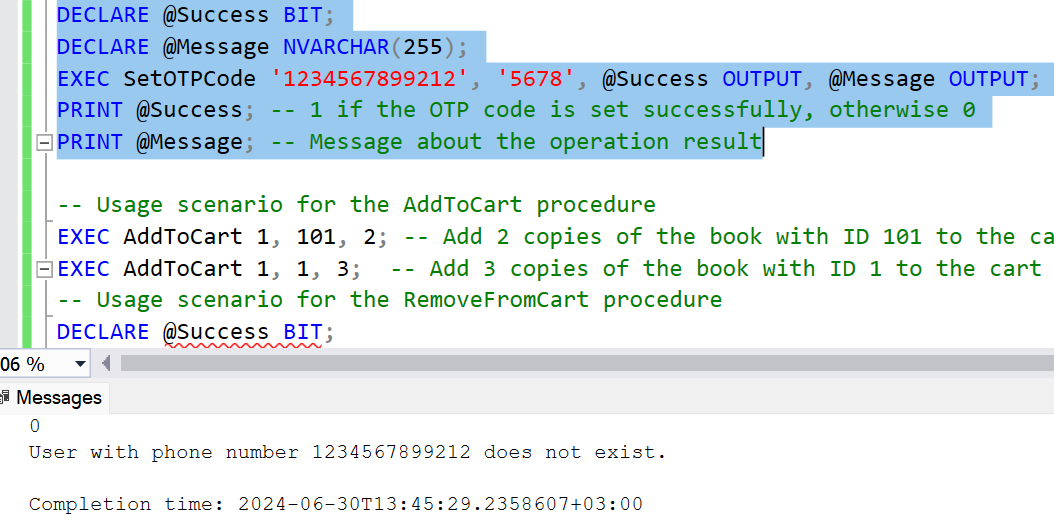 DECLARE @Success BIT;
DECLARE @Message NVARCHAR(255);
EXEC SetOTPCode '1234567899212', '5678', @Success OUTPUT, @Message OUTPUT;
PRINT @Success; -- 1 if the OTP code is set successfully, otherwise 0
PRINT @Message; -- Message about the operation result
-- Usage scenario for the AddToCart procedure
EXEC AddToCart 1, 101, 2; -- Add 2 copies of the book with ID 101 to the ca
EXEC AddToCart 1, 1, 3; -- Add 3 copies of the book with ID 1 to the cart
-- Usage scenario for the RemoveFromCart procedure
DECLARE @Success BIT;
06 %
Messages
0
User with phone number 1234567899212 does not exist.
Completion time: 2024-06-30T13:45:29.2358607+03:00